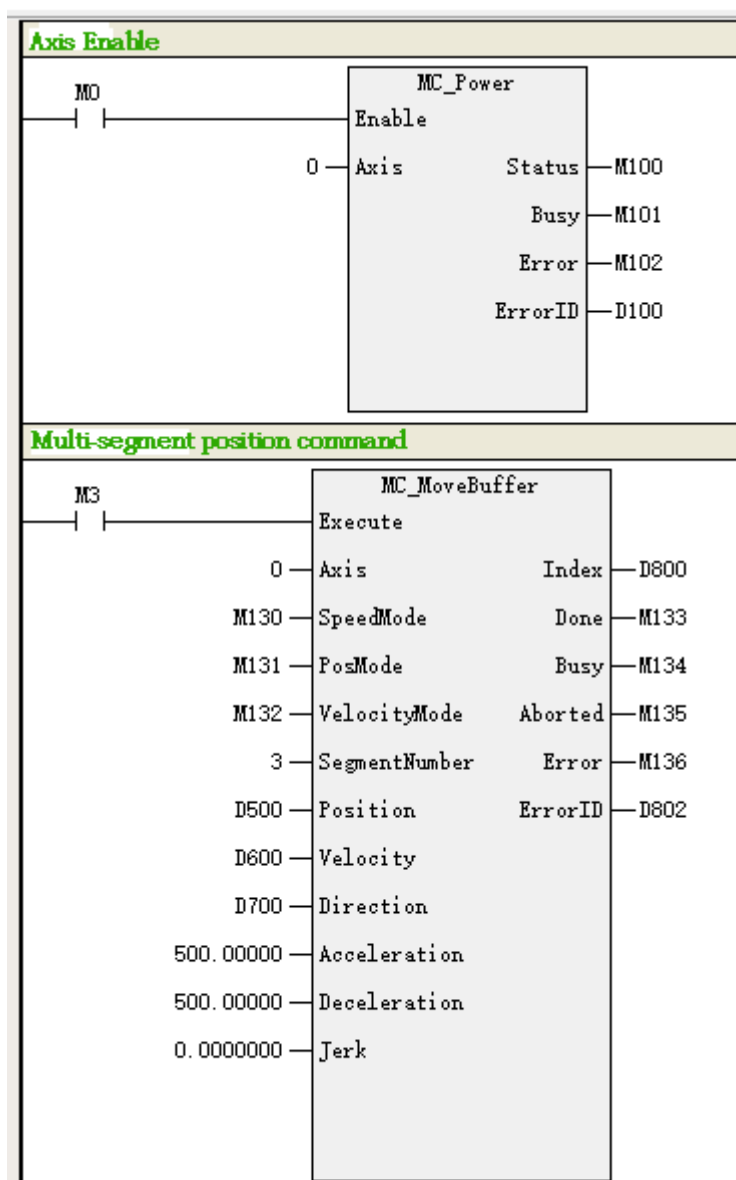 Axis Enable
M0
MC_Power
Enable
0 Axis Status M100
Busy M101
Error M102
ErrorID D100
Multi-segment position command
M3
MC_MoveBuffer
Execute
0 Axis Index D800
M130 SpeedMode Done M133
M131 PosMode Busy M134
M132 VelocityMode Aborted M135
3 SegmentNumber Error M136
D500 Position ErrorID D802
D600 Velocity
D700 Direction
500.00000 Acceleration
500.00000 Deceleration
0.0000000 Jerk